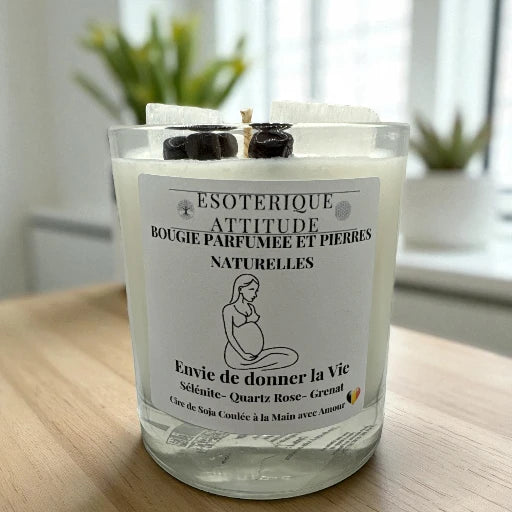 ESOTERIQUE
ATTITUDE
BOUGIE PARFUMÉE ET PIERRES
NATURELLES
Envie de donner la Vie
Sélénite- Quartz Rose- Grenat
Cire de Soja Coulée à la Main avec Amour